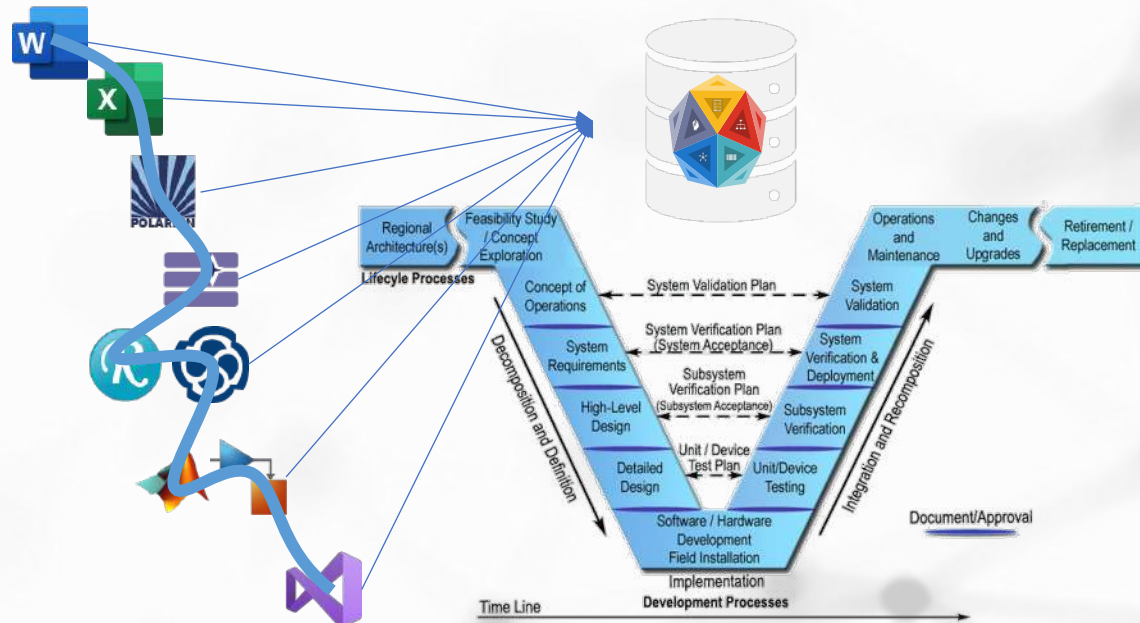 W
X
POLARION
Regional
Architecture(s)
Feasibility Study
/ Concept
Exploration
Operations
and
Maintenance
Changes
and
Upgrades
Retirement /
Replacement
Lifecyle Processes
Concept of
Operations
System Validation Plan
System
Validation
System
Requirements
System Verification Plan
(System Acceptance)
System
Verification &
Deployment
High-Level
Design
Subsystem
Verification Plan
(Subsystem Acceptance)
Subsystem
Verification
Detailed
Design
Unit / Device
Test Plan
Unit/Device
Testing
Decomposition and Definition
Integration and Recomposition
Software / Hardware
Development
Field Installation
Document/Approval
Implementation
Development Processes
Time Line
R